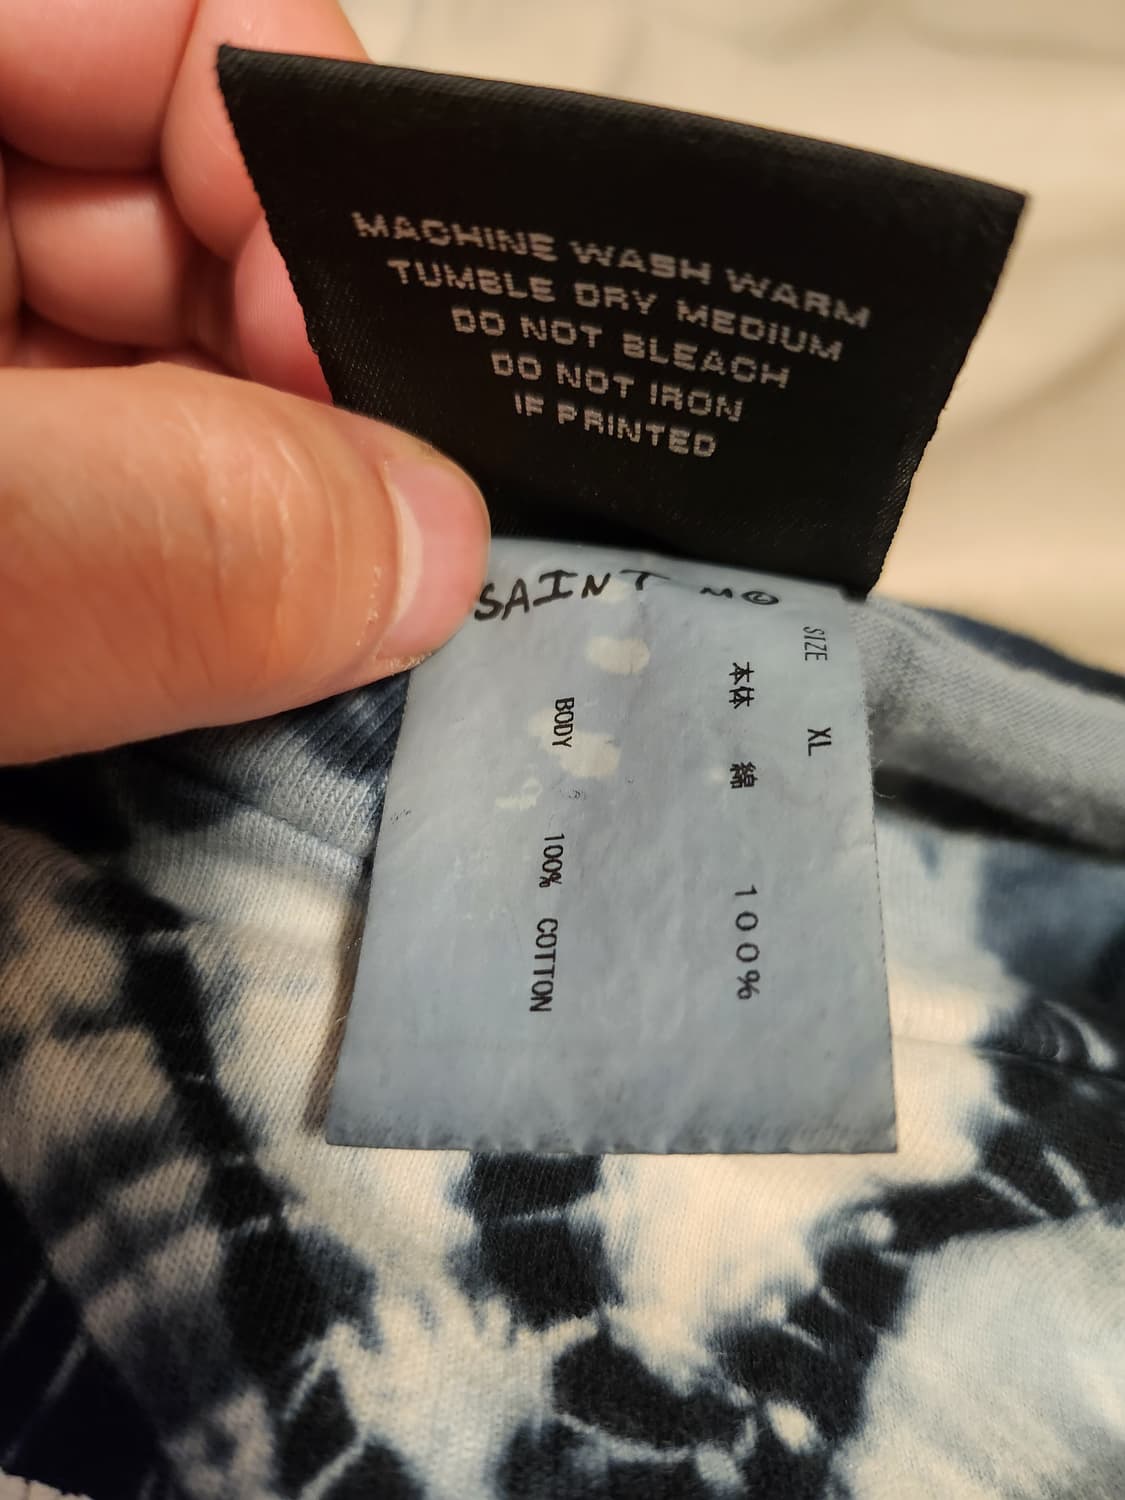 MACHINE WASH WARM
TUMBLE DRY MEDIUM
DO NOT BLEACH
DO NOT IRON
IF PRINTED
SAINT M
SIZE XL
本体 綿 100%
BODY 100% COTTON